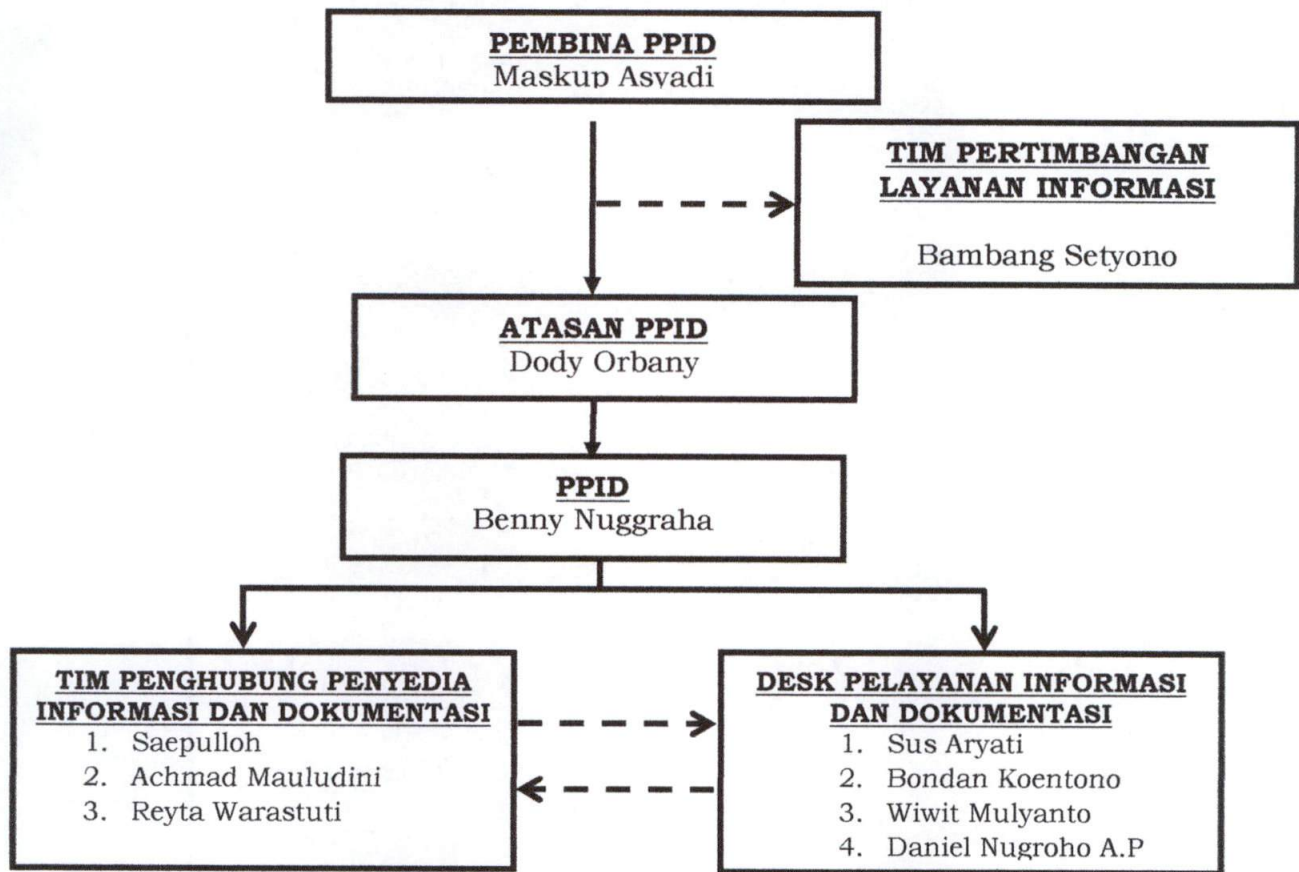 PEMBINA PPID
Maskup Asyadi
TIM PERTIMBANGAN
LAYANAN INFORMASI
Bambang Setyono
ATASAN PPID
Dody Orbany
PPID
Benny Nuggraha
TIM PENGHUBUNG PENYEDIA
INFORMASI DAN DOKUMENTASI
1. Saepulloh
2. Achmad Mauludini
3. Reyta Warastuti
DESK PELAYANAN INFORMASI
DAN DOKUMENTASI
1. Sus Aryati
2. Bondan Koentono
3. Wiwit Mulyanto
4. Daniel Nugroho A.P